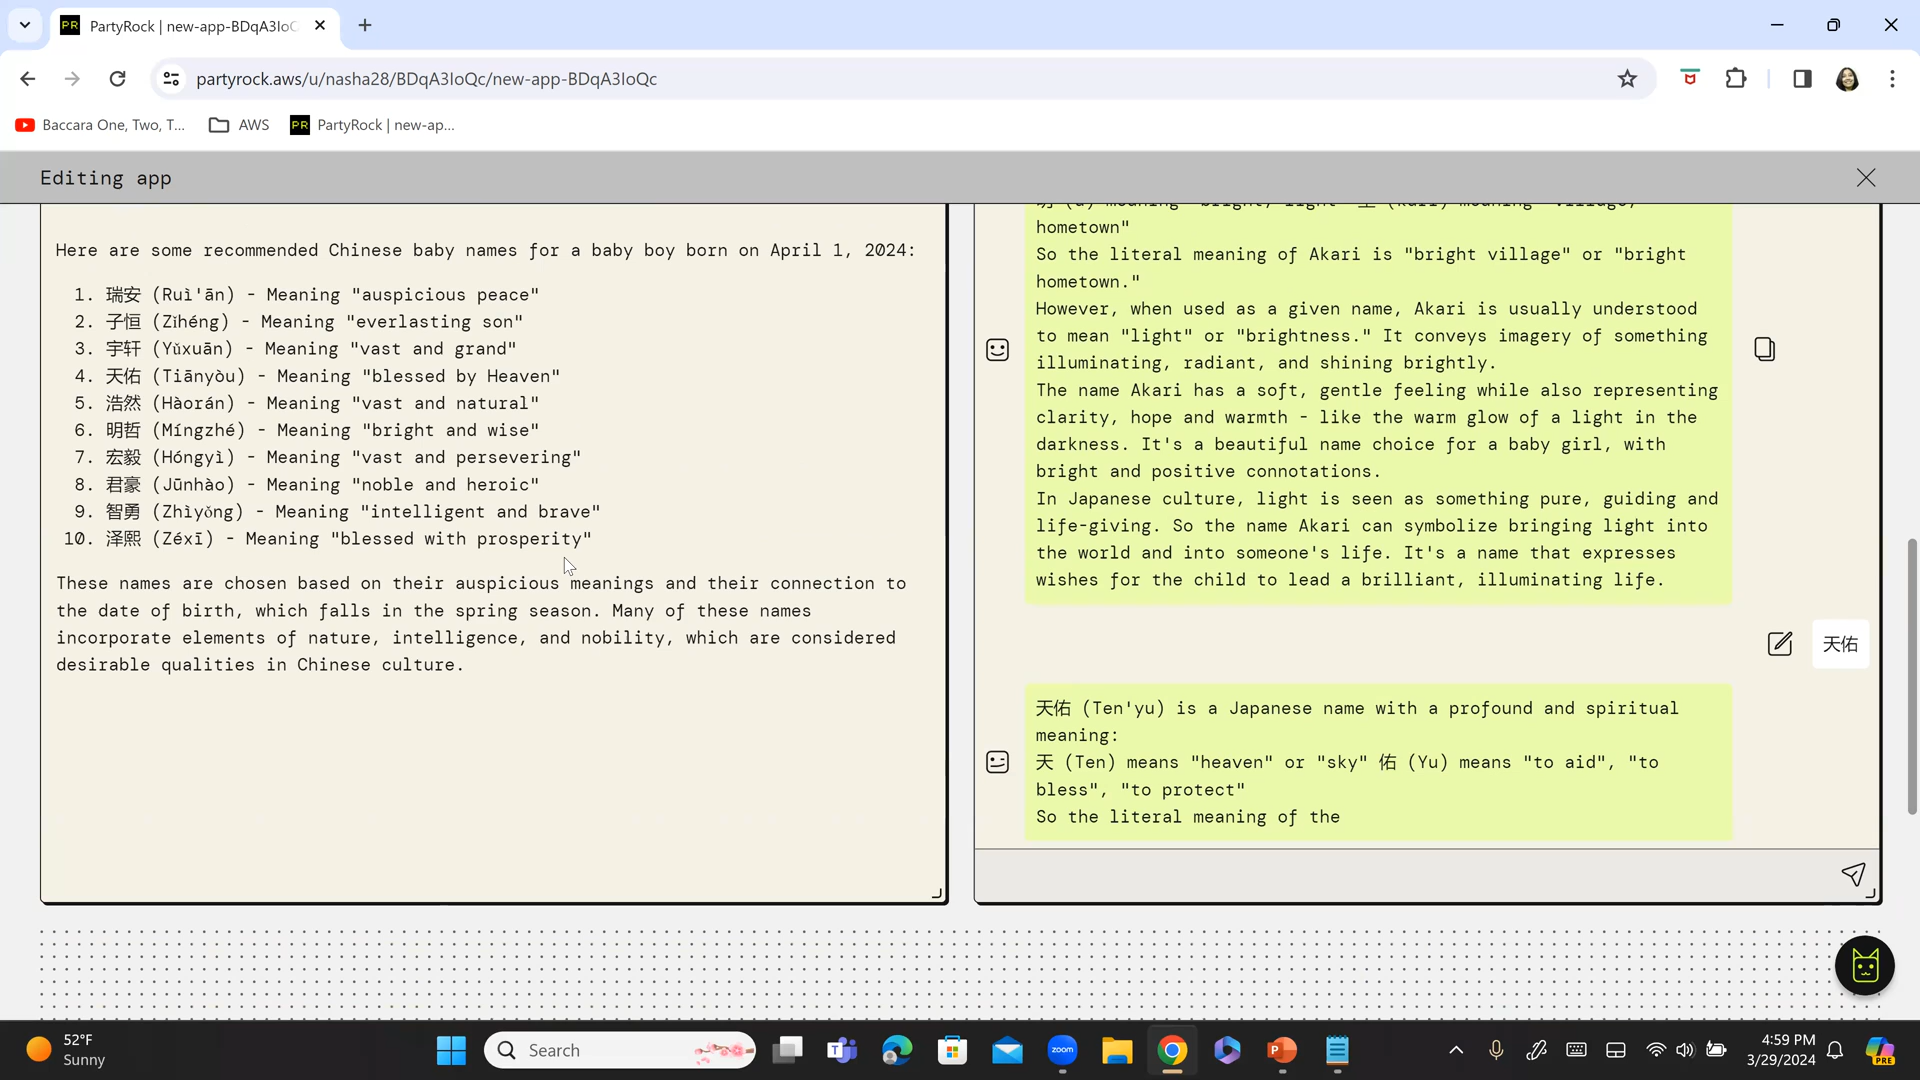 PR PartyRock | new-app-BDqA3IoQc
partyrock.aws/u/nasha28/BDqA3IoQc/new-app-BDqA3IoQc
Baccara One, Two, T...
AWS
PR PartyRock | new-ap...
Editing app
Here are some recommended Chinese baby names for a baby boy born on April 1, 2024:
1. 瑞安 (Ruì'ān) - Meaning "auspicious peace"
2. 子恒 (Zǐhéng) - Meaning "everlasting son"
3. 宇轩 (Yǔxuān) - Meaning "vast and grand"
4. 天佑 (Tiānyòu) - Meaning "blessed by Heaven"
5. 浩然 (Hàorán) - Meaning "vast and natural"
6. 明哲 (Míngzhé) - Meaning "bright and wise"
7. 宏毅 (Hóngyì) - Meaning "vast and persevering"
8. 君豪 (Jūnhào) - Meaning "noble and heroic"
9. 智勇 (Zhìyǒng) - Meaning "intelligent and brave"
10. 泽熙 (Zéxī) - Meaning "blessed with prosperity"
These names are chosen based on their auspicious meanings and their connection to
the date of birth, which falls in the spring season. Many of these names
incorporate elements of nature, intelligence, and nobility, which are considered
desirable qualities in Chinese culture.
hometown"
So the literal meaning of Akari is "bright village" or "bright
hometown."
However, when used as a given name, Akari is usually understood
to mean "light" or "brightness." It conveys imagery of something
illuminating, radiant, and shining brightly.
The name Akari has a soft, gentle feeling while also representing
clarity, hope and warmth - like the warm glow of a light in the
darkness. It's a beautiful name choice for a baby girl, with
bright and positive connotations.
In Japanese culture, light is seen as something pure, guiding and
life-giving. So the name Akari can symbolize bringing light into
the world and into someone's life. It's a name that expresses
wishes for the child to lead a brilliant, illuminating life.
天佑
天佑 (Ten'yu) is a Japanese name with a profound and spiritual
meaning:
天 (Ten) means "heaven" or "sky" 佑 (Yu) means "to aid", "to
bless", "to protect"
So the literal meaning of the
52°F
Sunny
Search
zoom
4:59 PM
3/29/2024
PRE